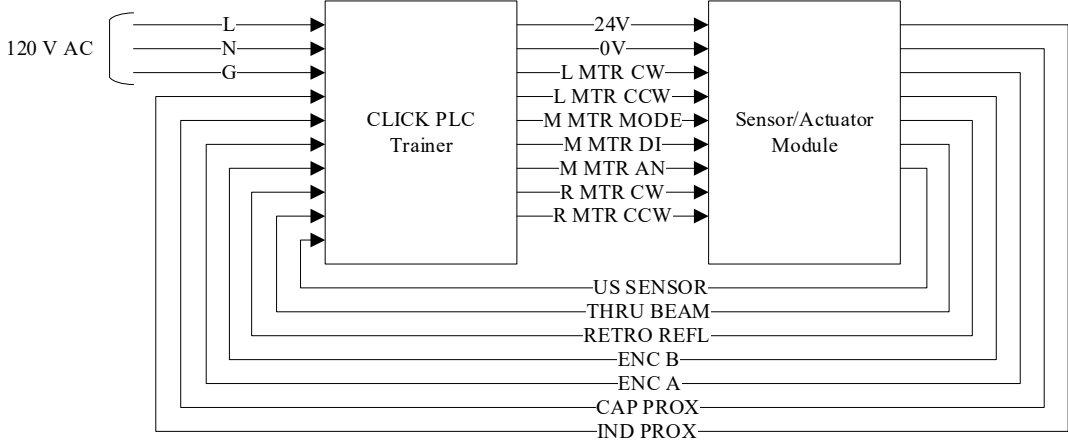 120 V AC
L
N
G
CLICK PLC
Trainer
24V
0V
L MTR CW
L MTR CCW
M MTR MODE
M MTR DI
M MTR AN
R MTR CW
R MTR CCW
Sensor/Actuator
Module
US SENSOR
THRU BEAM
RETRO REFL
ENC B
ENC A
CAP PROX
IND PROX